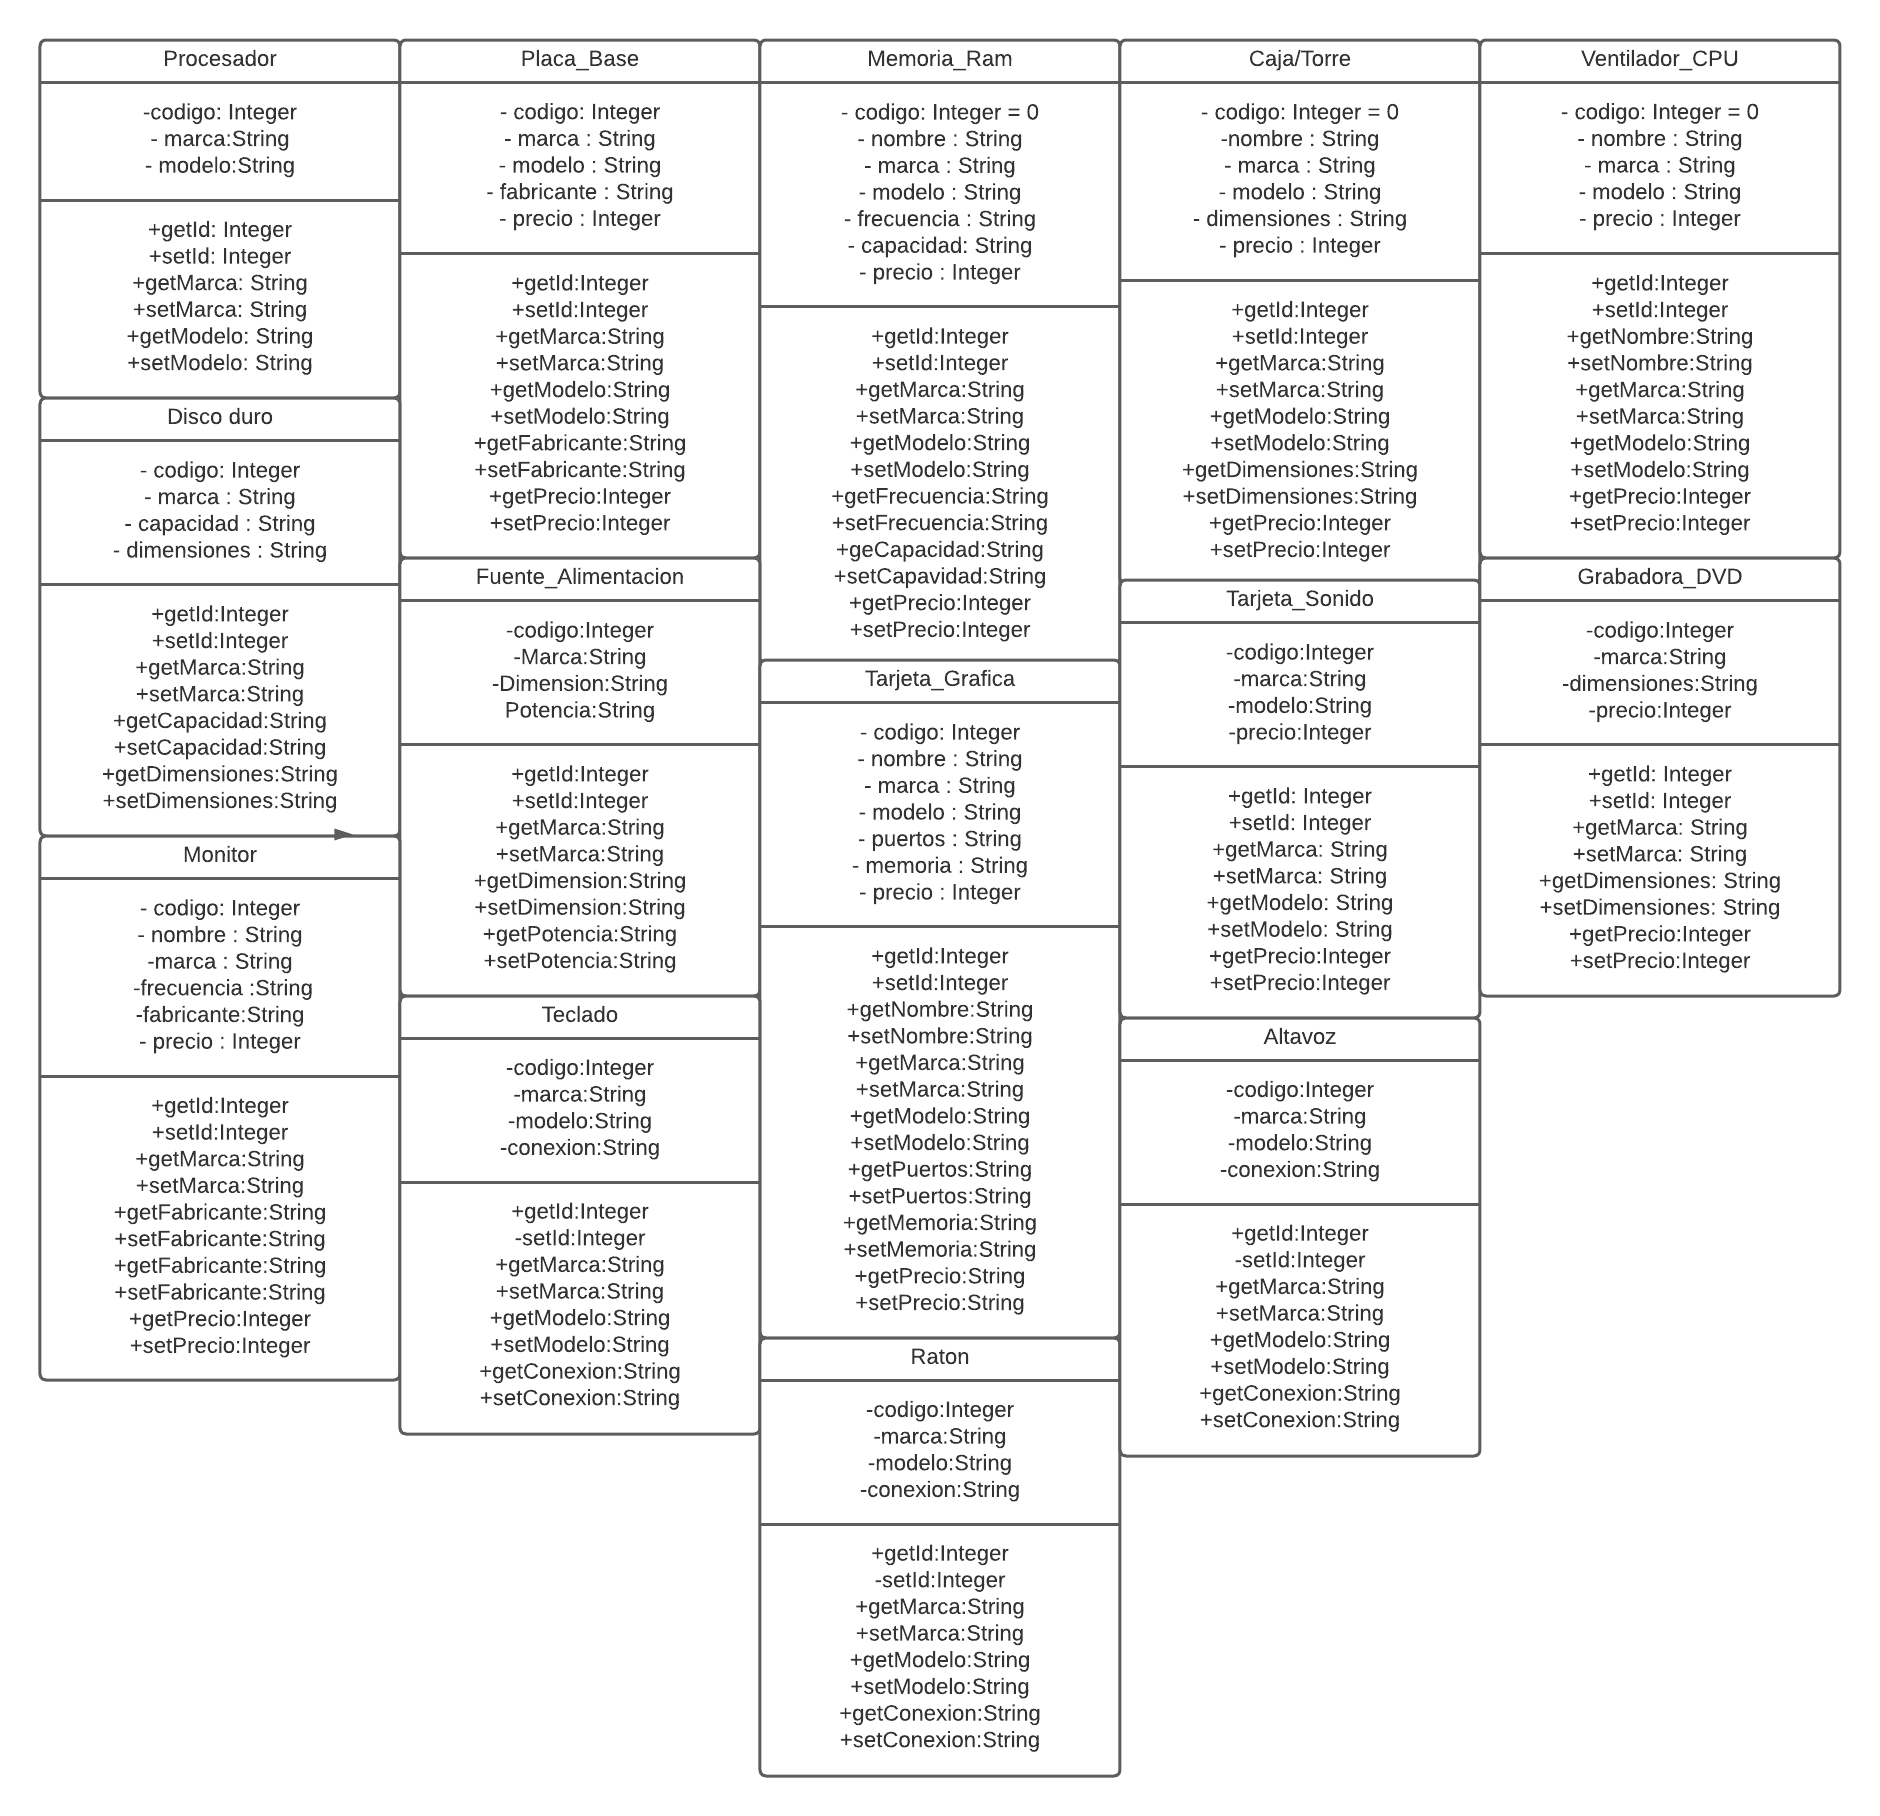 Procesador
-codigo: Integer
- marca:String
- modelo:String
+getId: Integer
+setId: Integer
+getMarca: String
+setMarca: String
+getModelo: String
+setModelo: String
Disco duro
- codigo: Integer
- marca : String
- capacidad : String
- dimensiones : String
+getId:Integer
+setId:Integer
+getMarca:String
+setMarca:String
+getCapacidad:String
+setCapacidad:String
+getDimensiones:String
+setDimensiones:String
Monitor
- codigo: Integer
- nombre : String
-marca : String
-frecuencia :String
-fabricante:String
- precio : Integer
+getId:Integer
+setId:Integer
+getMarca:String
+setMarca:String
+getFabricante:String
+setFabricante:String
+getFabricante:String
+setFabricante:String
+getPrecio:Integer
+setPrecio:Integer
Placa_Base
- codigo: Integer
- marca : String
- modelo : String
- fabricante : String
- precio : Integer
+getId:Integer
+setId:Integer
+getMarca:String
+setMarca:String
+getModelo:String
+setModelo:String
+getFabricante:String
+setFabricante:String
+getPrecio:Integer
+setPrecio:Integer
Fuente_Alimentacion
-codigo:Integer
-Marca:String
-Dimension:String
Potencia:String
+getId:Integer
+setId:Integer
+getMarca:String
+setMarca:String
+getDimension:String
+setDimension:String
+getPotencia:String
+setPotencia:String
Teclado
-codigo:Integer
-marca:String
-modelo:String
-conexion:String
+getId:Integer
-setId:Integer
+getMarca:String
+setMarca:String
+getModelo:String
+setModelo:String
+getConexion:String
+setConexion:String
Memoria_Ram
- codigo: Integer = 0
- nombre : String
- marca : String
- modelo : String
- frecuencia : String
- capacidad: String
- precio : Integer
+getId:Integer
+setId:Integer
+getMarca:String
+setMarca:String
+getModelo:String
+setModelo:String
+getFrecuencia:String
+setFrecuencia:String
+geCapacidad:String
+setCapavidad:String
+getPrecio:Integer
+setPrecio:Integer
Tarjeta_Grafica
- codigo: Integer
- nombre : String
- marca : String
- modelo : String
- puertos : String
- memoria : String
- precio : Integer
+getId:Integer
+setId:Integer
+getNombre:String
+setNombre:String
+getMarca:String
+setMarca:String
+getModelo:String
+setModelo:String
+getPuertos:String
+setPuertos:String
+getMemoria:String
+setMemoria:String
+getPrecio:String
+setPrecio:String
Raton
-codigo:Integer
-marca:String
-modelo:String
-conexion:String
+getId:Integer
-setId:Integer
+getMarca:String
+setMarca:String
+getModelo:String
+setModelo:String
+getConexion:String
+setConexion:String
Caja/Torre
- codigo: Integer = 0
-nombre : String
- marca : String
- modelo : String
- dimensiones : String
- precio : Integer
+getId:Integer
+setId:Integer
+getMarca:String
+setMarca:String
+getModelo:String
+setModelo:String
+getDimensiones:String
+setDimensiones:String
+getPrecio:Integer
+setPrecio:Integer
Tarjeta_Sonido
-codigo:Integer
-marca:String
-modelo:String
-precio:Integer
+getId: Integer
+setId: Integer
+getMarca: String
+setMarca: String
+getModelo: String
+setModelo: String
+getPrecio:Integer
+setPrecio:Integer
Altavoz
-codigo:Integer
-marca:String
-modelo:String
-conexion:String
+getId:Integer
-setId:Integer
+getMarca:String
+setMarca:String
+getModelo:String
+setModelo:String
+getConexion:String
+setConexion:String
Ventilador_CPU
- codigo: Integer = 0
- nombre : String
- marca : String
- modelo : String
- precio : Integer
+getId:Integer
+setId:Integer
+getNombre:String
+setNombre:String
+getMarca:String
+setMarca:String
+getModelo:String
+setModelo:String
+getPrecio:Integer
+setPrecio:Integer
Grabadora_DVD
-codigo:Integer
-marca:String
-dimensiones:String
-precio:Integer
+getId: Integer
+setId: Integer
+getMarca: String
+setMarca: String
+getDimensiones: String
+setDimensiones: String
+getPrecio:Integer
+setPrecio:Integer